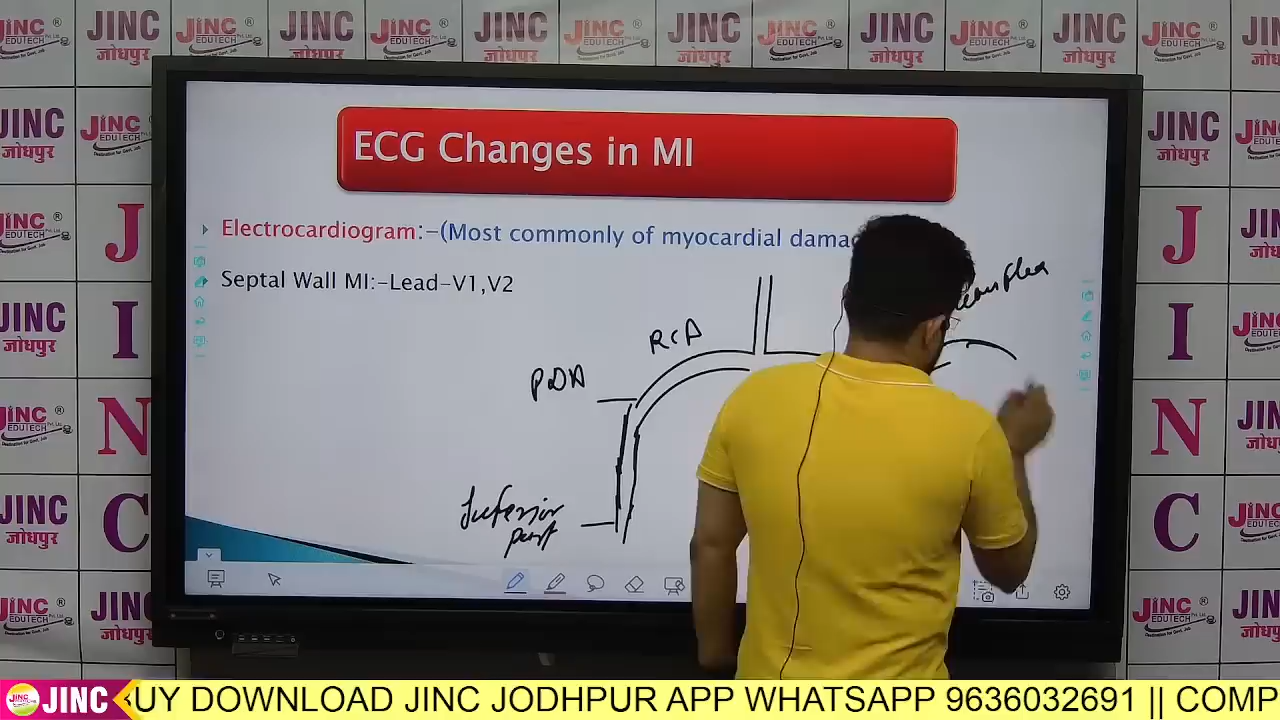 ECG Changes in MI
Electrocardiogram:-(Most commonly of myocardial dama
Septal Wall MI:-Lead-V1,V2
RCA
PDA
Inferior
part
JINC
जोधपुर
JINC
EDUTECH
J
I
N
C
J
I
N
C
JINC UY DOWNLOAD JINC JODHPUR APP WHATSAPP 9636032691 || COMP